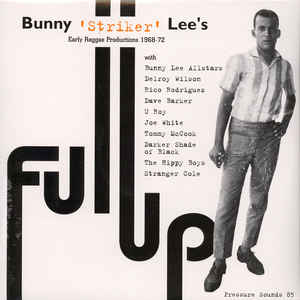 Bunny 'Striker' Lee's
Early Reggae Productions 1968-72
with
Bunny Lee Allstars
Delroy Wilson
Rico Rodriguez
Dave Barker
U Roy
Joe White
Tommy McCook
Darker Shade
of Black
The Hippy Boys
Stranger Cole
Full Up
Pressure Sounds 85